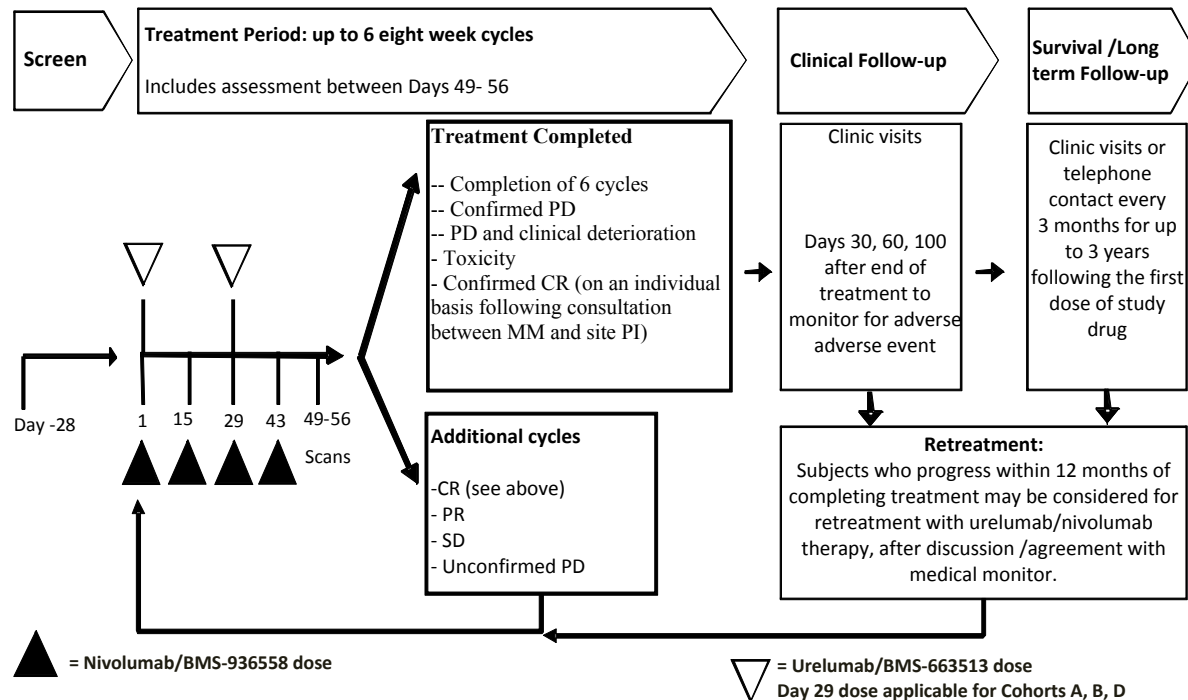 Screen
Treatment Period: up to 6 eight week cycles
Includes assessment between Days 49- 56
Clinical Follow-up
Survival /Long
term Follow-up
Treatment Completed
-- Completion of 6 cycles
-- Confirmed PD
-- PD and clinical deterioration
- Toxicity
- Confirmed CR (on an individual
basis following consultation
between MM and site PI)
Clinic visits
Days 30, 60, 100
after end of
treatment to
monitor for adverse
adverse event
Clinic visits or
telephone
contact every
3 months for up
to 3 years
following the first
dose of study
drug
Day -28
1
15
29
43
49-56
Scans
Additional cycles
-CR (see above)
- PR
- SD
- Unconfirmed PD
Retreatment:
Subjects who progress within 12 months of
completing treatment may be considered for
retreatment with urelumab/nivolumab
therapy, after discussion /agreement with
medical monitor.
= Nivolumab/BMS-936558 dose
= Urelumab/BMS-663513 dose
Day 29 dose applicable for Cohorts A, B, D